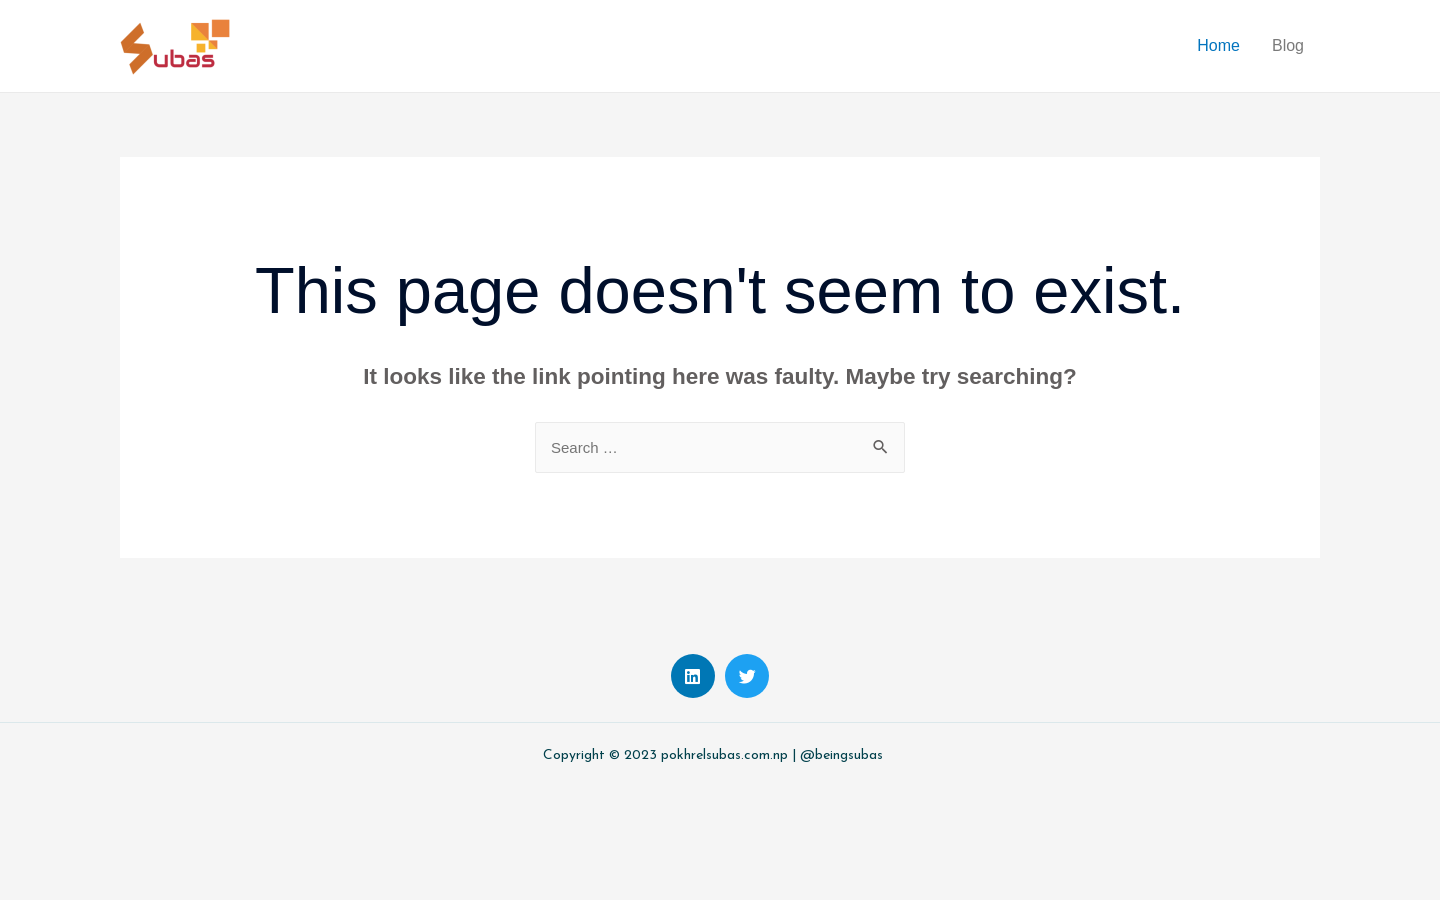 Subas
Home
Blog
This page doesn't seem to exist.
It looks like the link pointing here was faulty. Maybe try searching?
Search …
Copyright © 2023 pokhrelsubas.com.np | @beingsubas